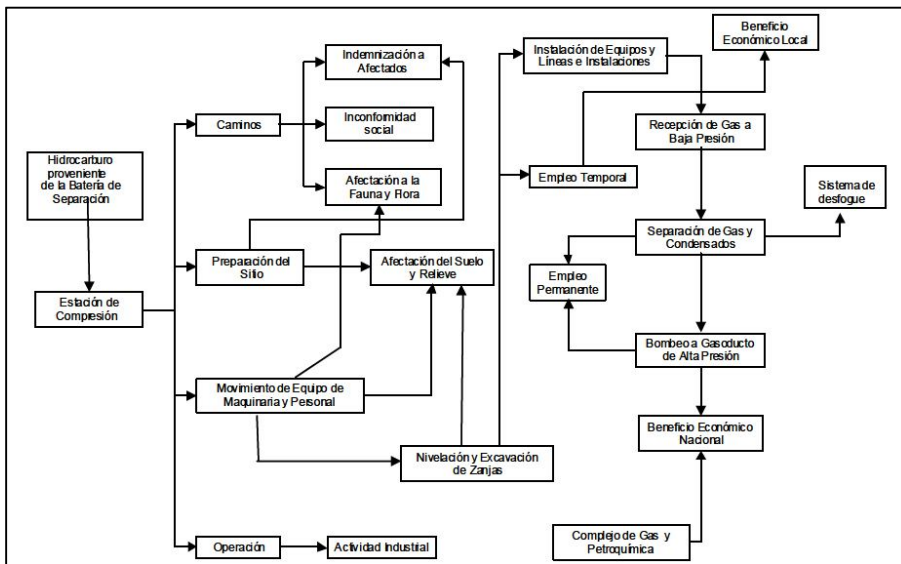 Beneficio
Económico Local
Instalación de Equipos y
Líneas e Instalaciones
Indemnización a
Afectados
Caminos
Inconformidad
social
Recepción de Gas a
Baja Presión
Hidrocarburo
proveniente
de la Batería de
Separación
Afectación a la
Fauna y Flora
Empleo Temporal
Sistema de
desfogue
Preparación del
Sitio
Afectación del Suelo
y Relieve
Separación de Gas y
Condensados
Empleo
Permanente
Estación de
Compresión
Bombeo a Gasoducto
de Alta Presión
Movimiento de Equipo de
Maquinaria y Personal
Beneficio Económico
Nacional
Nivelación y Excavación
de Zanjas
Operación
Actividad Industrial
Complejo de Gas y
Petroquímica